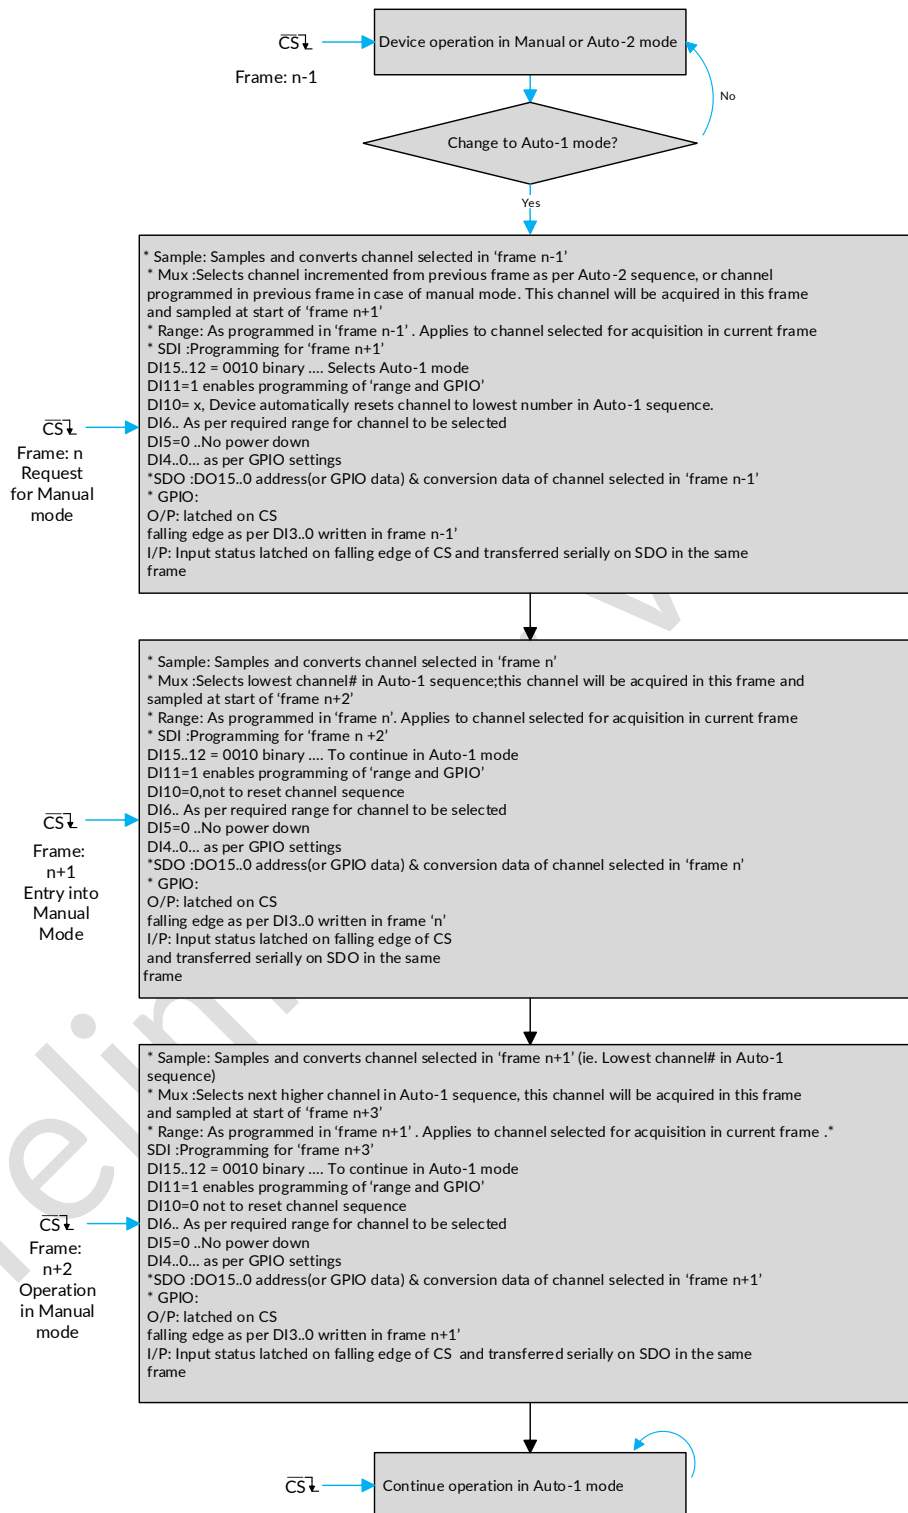 CS
Device operation in Manual or Auto-2 mode
Frame: n-1
No
Change to Auto-1 mode?
Yes
* Sample: Samples and converts channel selected in ‘frame n-1’
* Mux :Selects channel incremented from previous frame as per Auto-2 sequence, or channel
programmed in previous frame in case of manual mode. This channel will be acquired in this frame
and sampled at start of ‘frame n+1’
* Range: As programmed in ‘frame n-1’ . Applies to channel selected for acquisition in current frame
* SDI :Programming for ‘frame n+1’
DI15..12 = 0010 binary .... Selects Auto-1 mode
DI11=1 enables programming of ‘range and GPIO’
DI10= x, Device automatically resets channel to lowest number in Auto-1 sequence.
DI6.. As per required range for channel to be selected
DI5=0 ..No power down
DI4..0... as per GPIO settings
*SDO :DO15..0 address(or GPIO data) & conversion data of channel selected in ‘frame n-1’
* GPIO:
O/P: latched on CS
falling edge as per DI3..0 written in frame n-1’
I/P: Input status latched on falling edge of CS and transferred serially on SDO in the same
frame
CS
Frame: n
Request
for Manual
mode
* Sample: Samples and converts channel selected in ‘frame n’
* Mux :Selects lowest channel# in Auto-1 sequence;this channel will be acquired in this frame and
sampled at start of ‘frame n+2’
* Range: As programmed in ‘frame n’. Applies to channel selected for acquisition in current frame
* SDI :Programming for ‘frame n +2’
DI15..12 = 0010 binary .... To continue in Auto-1 mode
DI11=1 enables programming of ‘range and GPIO’
DI10=0,not to reset channel sequence
DI6.. As per required range for channel to be selected
DI5=0 ..No power down
DI4..0... as per GPIO settings
*SDO :DO15..0 address(or GPIO data) & conversion data of channel selected in ‘frame n’
* GPIO:
O/P: latched on CS
falling edge as per DI3..0 written in frame ‘n’
I/P: Input status latched on falling edge of CS
and transferred serially on SDO in the same
frame
CS
Frame:
n+1
Entry into
Manual
Mode
* Sample: Samples and converts channel selected in ‘frame n+1’ (ie. Lowest channel# in Auto-1
sequence)
* Mux :Selects next higher channel in Auto-1 sequence, this channel will be acquired in this frame
and sampled at start of ‘frame n+3’
* Range: As programmed in ‘frame n+1’ . Applies to channel selected for acquisition in current frame .*
SDI :Programming for ‘frame n+3’
DI15..12 = 0010 binary .... To continue in Auto-1 mode
DI11=1 enables programming of ‘range and GPIO’
DI10=0 not to reset channel sequence
DI6.. As per required range for channel to be selected
DI5=0 ..No power down
DI4..0... as per GPIO settings
*SDO :DO15..0 address(or GPIO data) & conversion data of channel selected in ‘frame n+1’
* GPIO:
O/P: latched on CS
falling edge as per DI3..0 written in frame n+1’
I/P: Input status latched on falling edge of CS  and transferred serially on SDO in the same
frame
CS
Frame:
n+2
Operation
in Manual
mode
CS
Continue operation in Auto-1 mode